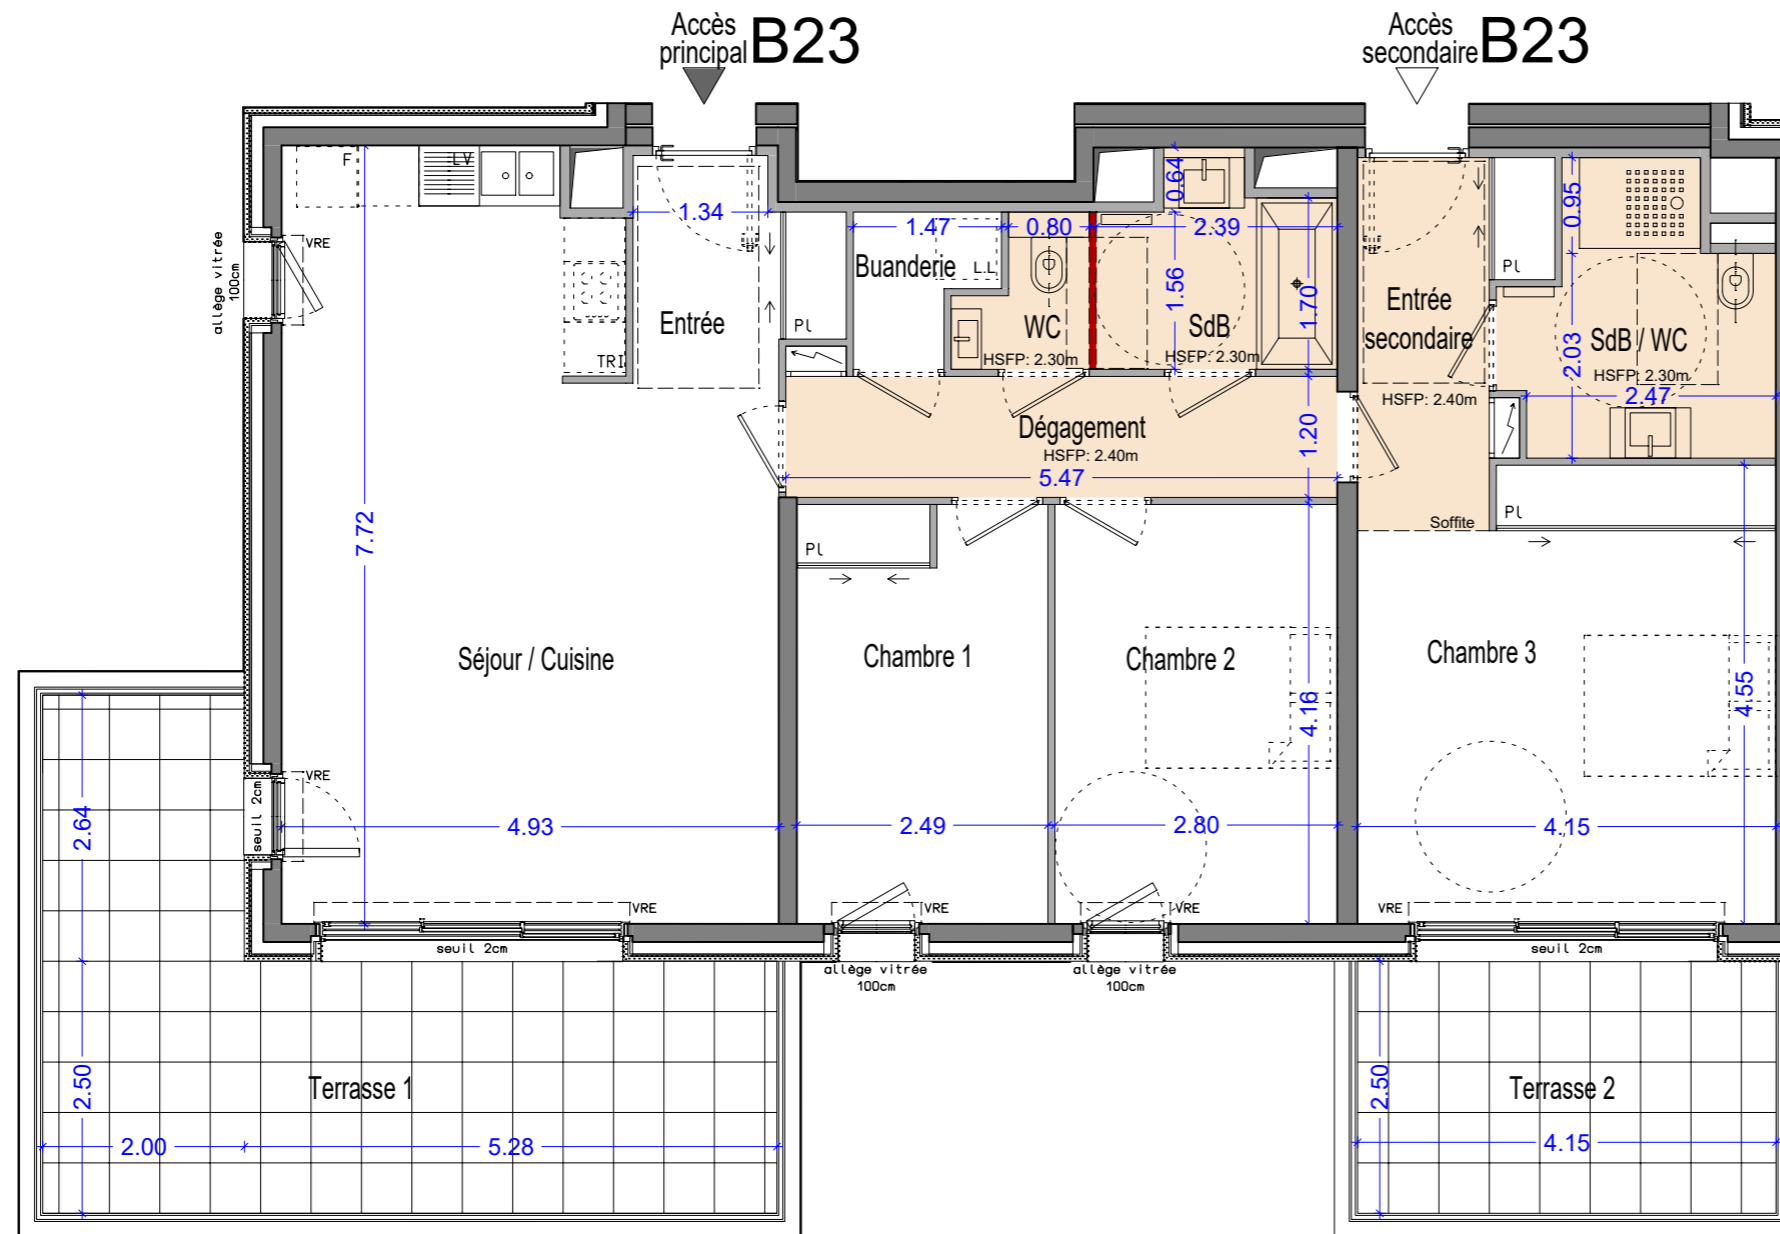 Accès
principal B23
Accès
secondaire B23
F
LV
VRE
allège vitrée
100cm
1.34
Entrée
TRI
Pl
1.47
Buanderie
L.L
0.80
WC
HSFP: 2.30m
0.64
2.39
1.56
SdB
HSFP: 2.30m
1.70
Entrée
secondaire
HSFP: 2.40m
Pl
0.95
SdB / WC
HSFP: 2.30m
2.03
2.47
Dégagement
HSFP: 2.40m
5.47
1.20
Soffite
Pl
Pl
7.72
Séjour / Cuisine
Chambre 1
Chambre 2
Chambre 3
4.16
4.55
VRE
seuil 2cm
2.64
4.93
2.49
2.80
4.15
VRE
VRE
VRE
VRE
seuil 2cm
allège vitrée
100cm
allège vitrée
100cm
seuil 2cm
2.50
Terrasse 1
2.00
5.28
2.50
Terrasse 2
4.15